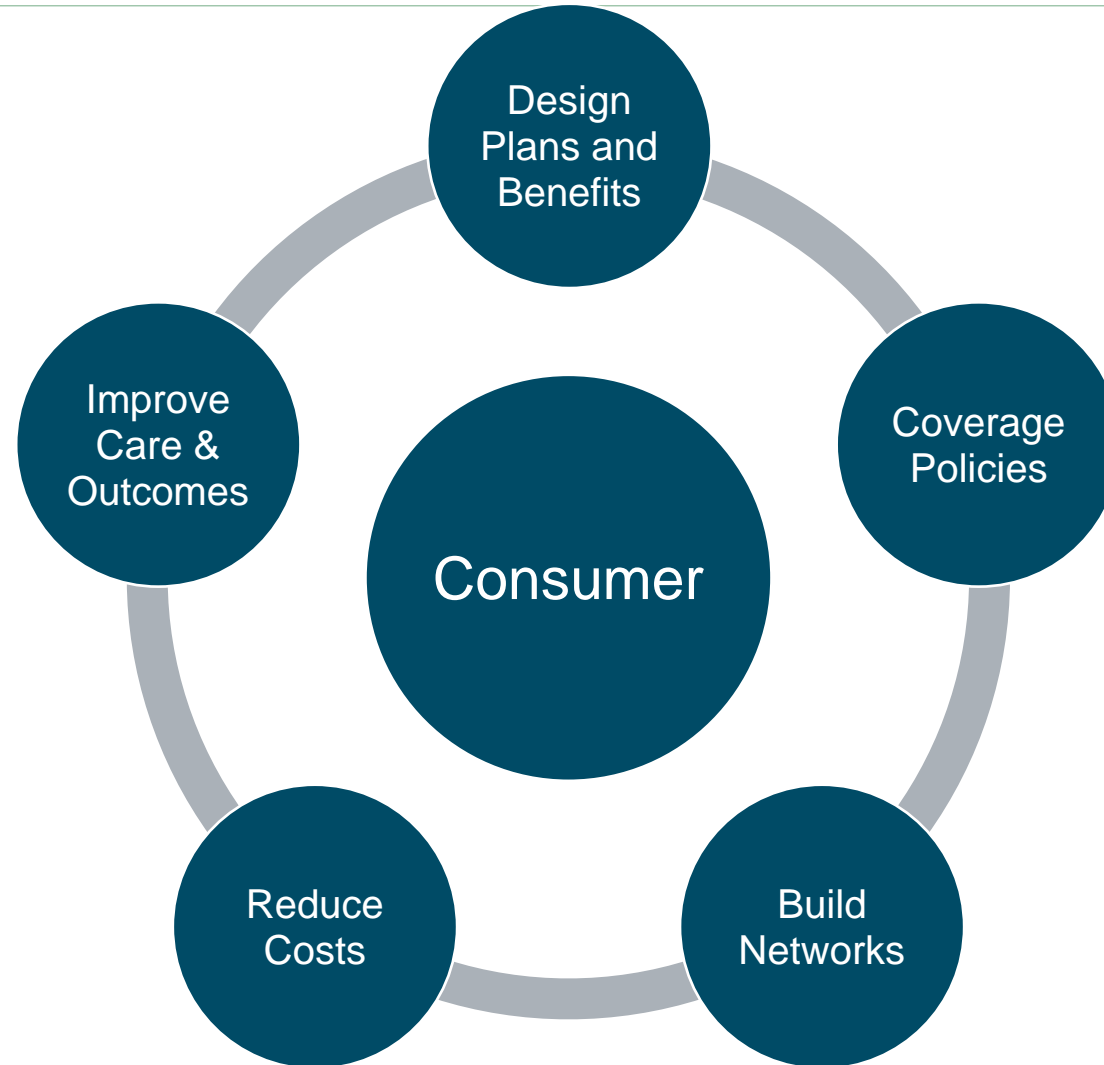 Design
Plans and
Benefits
Coverage
Policies
Build
Networks
Reduce
Costs
Improve
Care &
Outcomes
Consumer